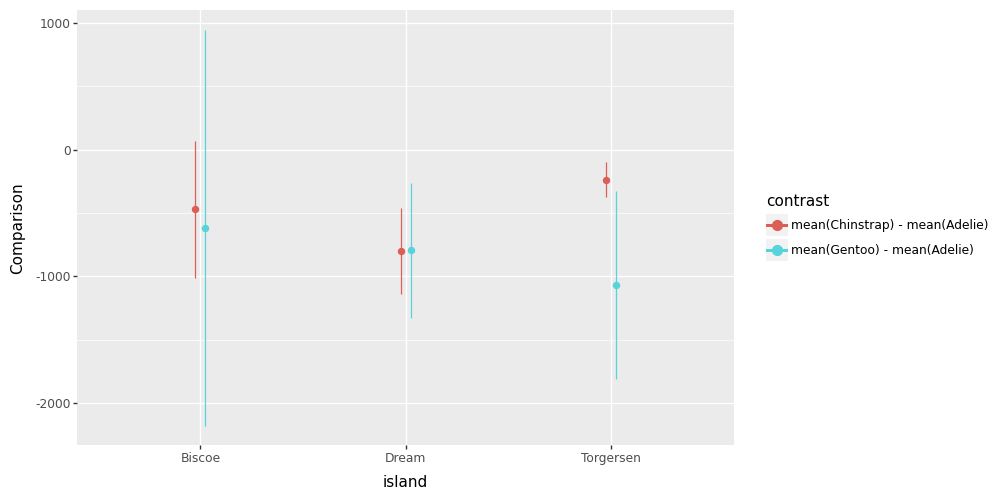 1000
0
-1000
-2000
Comparison
Biscoe
Dream
Torgersen
island
contrast
mean(Chinstrap) - mean(Adelie)
mean(Gentoo) - mean(Adelie)